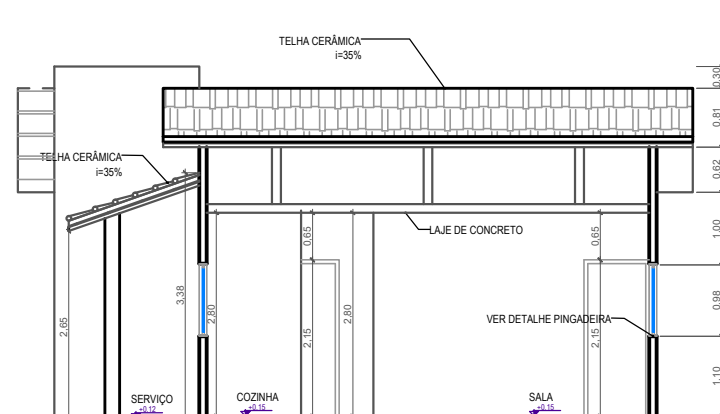 TELHA CERÂMICA
i=35%
0.30
0.81
TELHA CERÂMICA
i=35%
0.62
LAJE DE CONCRETO
0,65
0,65
1.00
3,38
2,80
2,80
2,65
2,15
2,15
0.98
VER DETALHE PINGADEIRA
1.10
SERVIÇO
+0.12
COZINHA
+0.15
SALA
+0.15